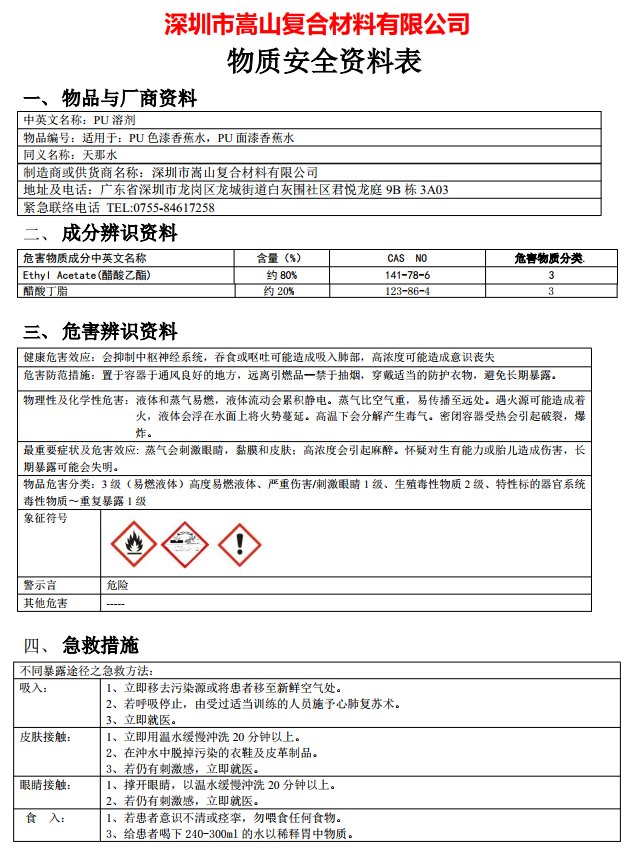 深圳市嵩山复合材料有限公司
物质安全资料表
一、物品与厂商资料
中英文名称：PU 溶剂
物品编号：适用于：PU 色漆香蕉水，PU 面漆香蕉水
同义名称：天那水
制造商或供货商名称：深圳市嵩山复合材料有限公司
地址及电话：广东省深圳市龙岗区龙城街道白灰围社区君悦龙庭 9B 栋 3A03
紧急联络电话 TEL:0755-84617258
二、成分辨识资料
危害物质成分中英文名称 含量（%） CAS NO 危害物质分类.
Ethyl Acetate(醋酸乙酯) 约 80% 141-78-6 3
醋酸丁脂 约 20% 123-86-4 3
三、危害辨识资料
健康危害效应：会抑制中枢神经系统，吞食或呕吐可能造成吸入肺部，高浓度可能造成意识丧失
危害防范措施：置于容器于通风良好的地方，远离引燃品一禁于抽烟，穿戴适当的防护衣物，避免长期暴露。
物理性及化学性危害：液体和蒸气易燃，液体流动会累积静电。蒸气比空气重，易传播至远处。遇火源可能造成着
火，液体会浮在水面上将火势蔓延。高温下会分解产生毒气。密闭容器受热会引起破裂，爆
炸。
最重要症状及危害效应：蒸气会刺激眼睛，黏膜和皮肤；高浓度会引起麻醉。怀疑对生育能力或胎儿造成伤害，长
期暴露可能会失明。
物品危害分类：3 级（易燃液体）高度易燃液体、严重伤害/刺激眼睛 1 级、生殖毒性物质 2 级、特性标的器官系统
毒性物质～重复暴露 1 级
象征符号
警示言 危险
其他危害 -----
四、急救措施
不同暴露途径之急救方法：
吸入： 1、立即移去污染源或将患者移至新鲜空气处。
2、若呼吸停止，由受过适当训练的人员施予心肺复苏术。
3、立即就医。
皮肤接触： 1、立即用温水缓慢冲洗 20 分钟以上。
2、在沖水中脱掉污染的衣鞋及皮革制品。
3、若仍有刺激感，立即就医。
眼睛接触： 1、撑开眼睛，以温水缓慢冲洗 20 分钟以上。
2、若仍有刺激感，立即就医。
食 入： 1、若患者意识不清或痉挛，勿喂食任何食物。
3、给患者喝下 240-300ml 的水以稀释胃中物质。